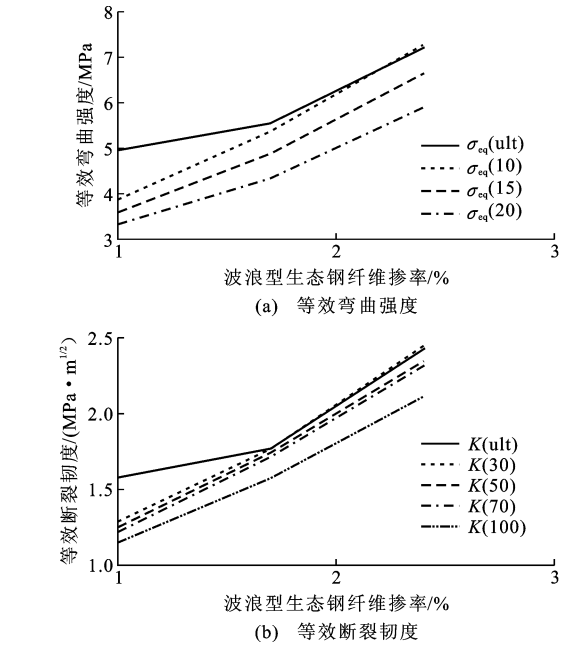 8
7
6
5
4
3
等效弯曲强度/MPa
σeq(ult)
σeq(10)
σeq(15)
σeq(20)
1 2 3
波浪型生态钢纤维掺率/%
(a) 等效弯曲强度
2.5
2.0
1.5
1.0
等效断裂韧度/(MPa·m1/2)
K(ult)
K(30)
K(50)
K(70)
K(100)
1 2 3
波浪型生态钢纤维掺率/%
(b) 等效断裂韧度